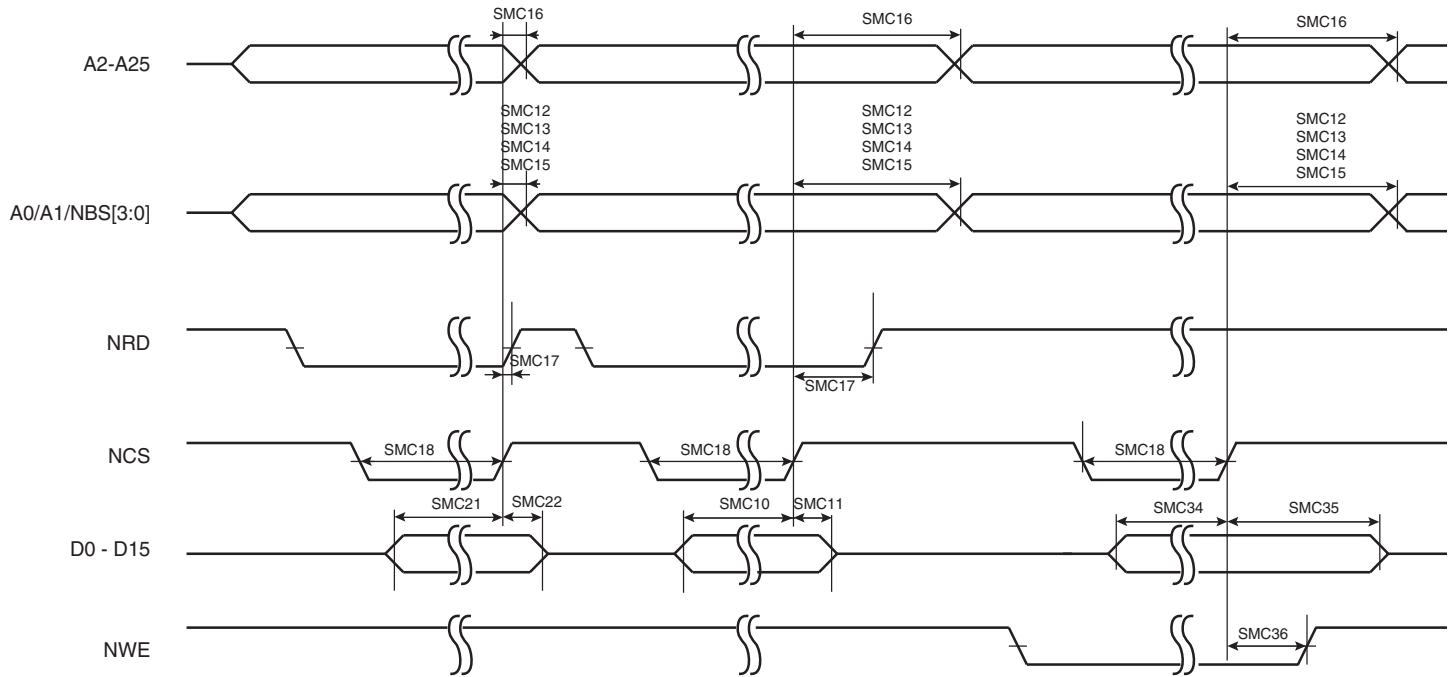 SMC16
SMC16
SMC16
A2-A25
SMC12
SMC13
SMC14
SMC15
SMC12
SMC13
SMC14
SMC15
SMC12
SMC13
SMC14
SMC15
A0/A1/NBS[3:0]
NRD
SMC17
SMC17
NCS
SMC18
SMC18
SMC18
SMC21
SMC22
SMC10
SMC11
SMC34
SMC35
D0 - D15
NWE
SMC36